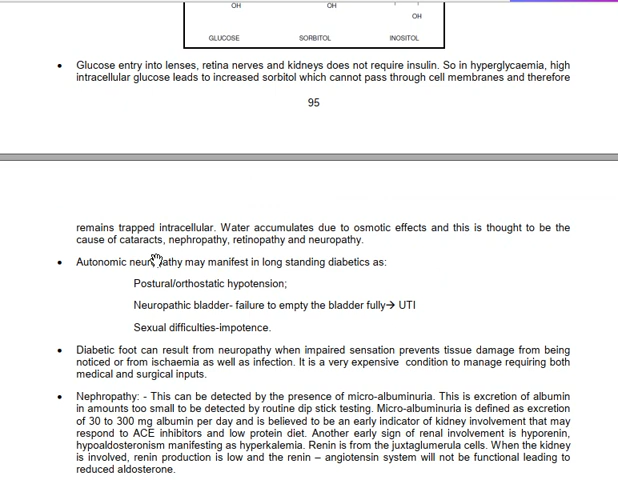 OH
OH
OH
GLUCOSE
SORBITOL
INOSITOL
• Glucose entry into lenses, retina nerves and kidneys does not require insulin. So in hyperglycaemia, high
intracellular glucose leads to increased sorbitol which cannot pass through cell membranes and therefore
95
remains trapped intracellular. Water accumulates due to osmotic effects and this is thought to be the
cause of cataracts, nephropathy, retinopathy and neuropathy.
• Autonomic neuropathy may manifest in long standing diabetics as:
Postural/orthostatic hypotension;
Neuropathic bladder- failure to empty the bladder fully→ UTI
Sexual difficulties-impotence.
• Diabetic foot can result from neuropathy when impaired sensation prevents tissue damage from being
noticed or from ischaemia as well as infection. It is a very expensive condition to manage requiring both
medical and surgical inputs.
• Nephropathy: - This can be detected by the presence of micro-albuminuria. This is excretion of albumin
in amounts too small to be detected by routine dip stick testing. Micro-albuminuria is defined as excretion
of 30 to 300 mg albumin per day and is believed to be an early indicator of kidney involvement that may
respond to ACE inhibitors and low protein diet. Another early sign of renal involvement is hyporenin,
hypoaldosteronism manifesting as hyperkalemia. Renin is from the juxtaglumerula cells. When the kidney
is involved, renin production is low and the renin – angiotensin system will not be functional leading to
reduced aldosterone.